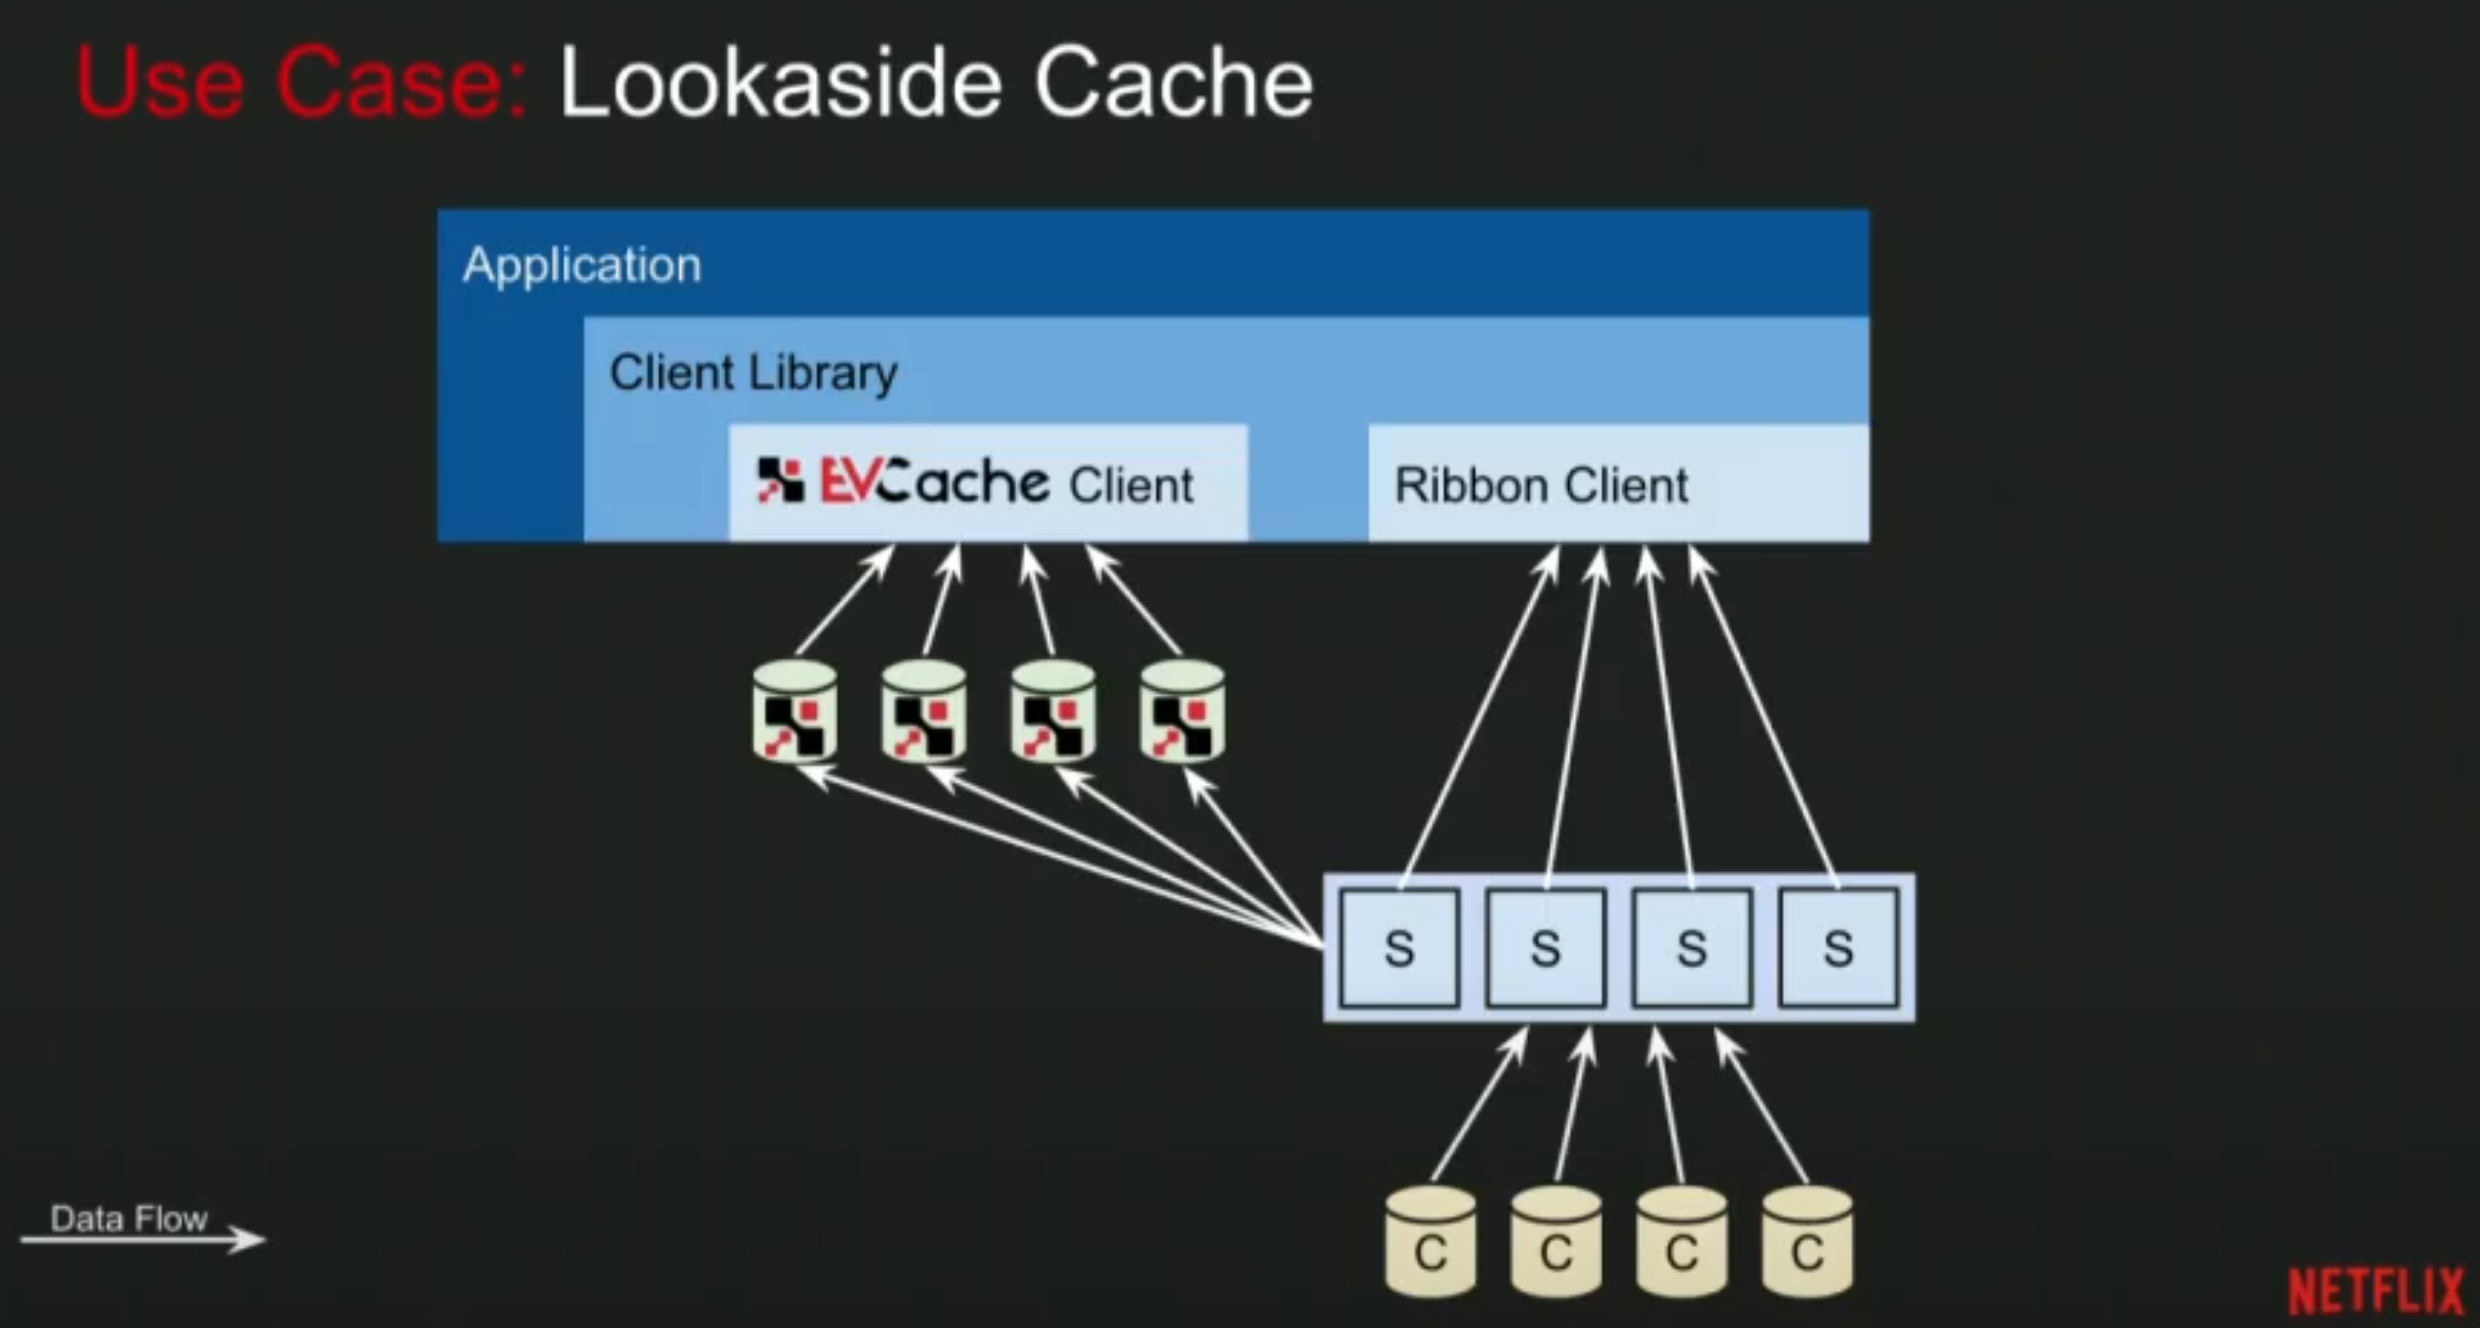 Use Case: Lookaside Cache
Application
Client Library
EVCache Client
Ribbon Client
S S S S
C C C C
Data Flow
NETFLIX